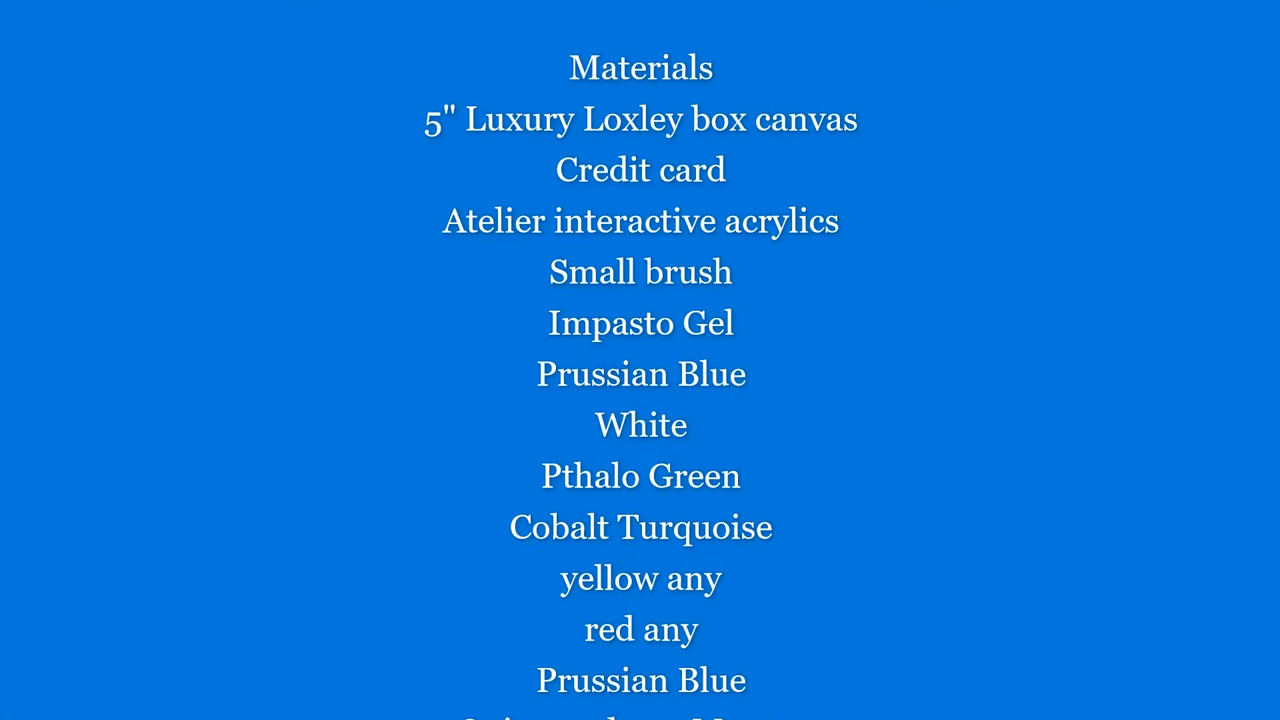 Materials
5" Luxury Loxley box canvas
Credit card
Atelier interactive acrylics
Small brush
Impasto Gel
Prussian Blue
White
Pthalo Green
Cobalt Turquoise
yellow any
red any
Prussian Blue